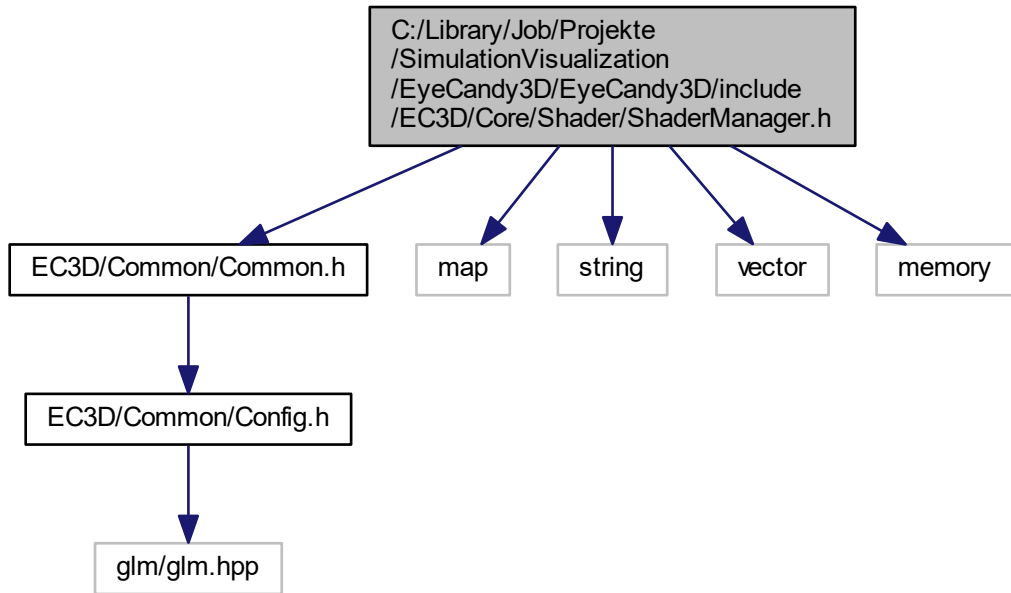 C:/Library/Job/Projekte
/SimulationVisualization
/EyeCandy3D/EyeCandy3D/include
/EC3D/Core/Shader/ShaderManager.h
EC3D/Common/Common.h
map
string
vector
memory
EC3D/Common/Config.h
glm/glm.hpp